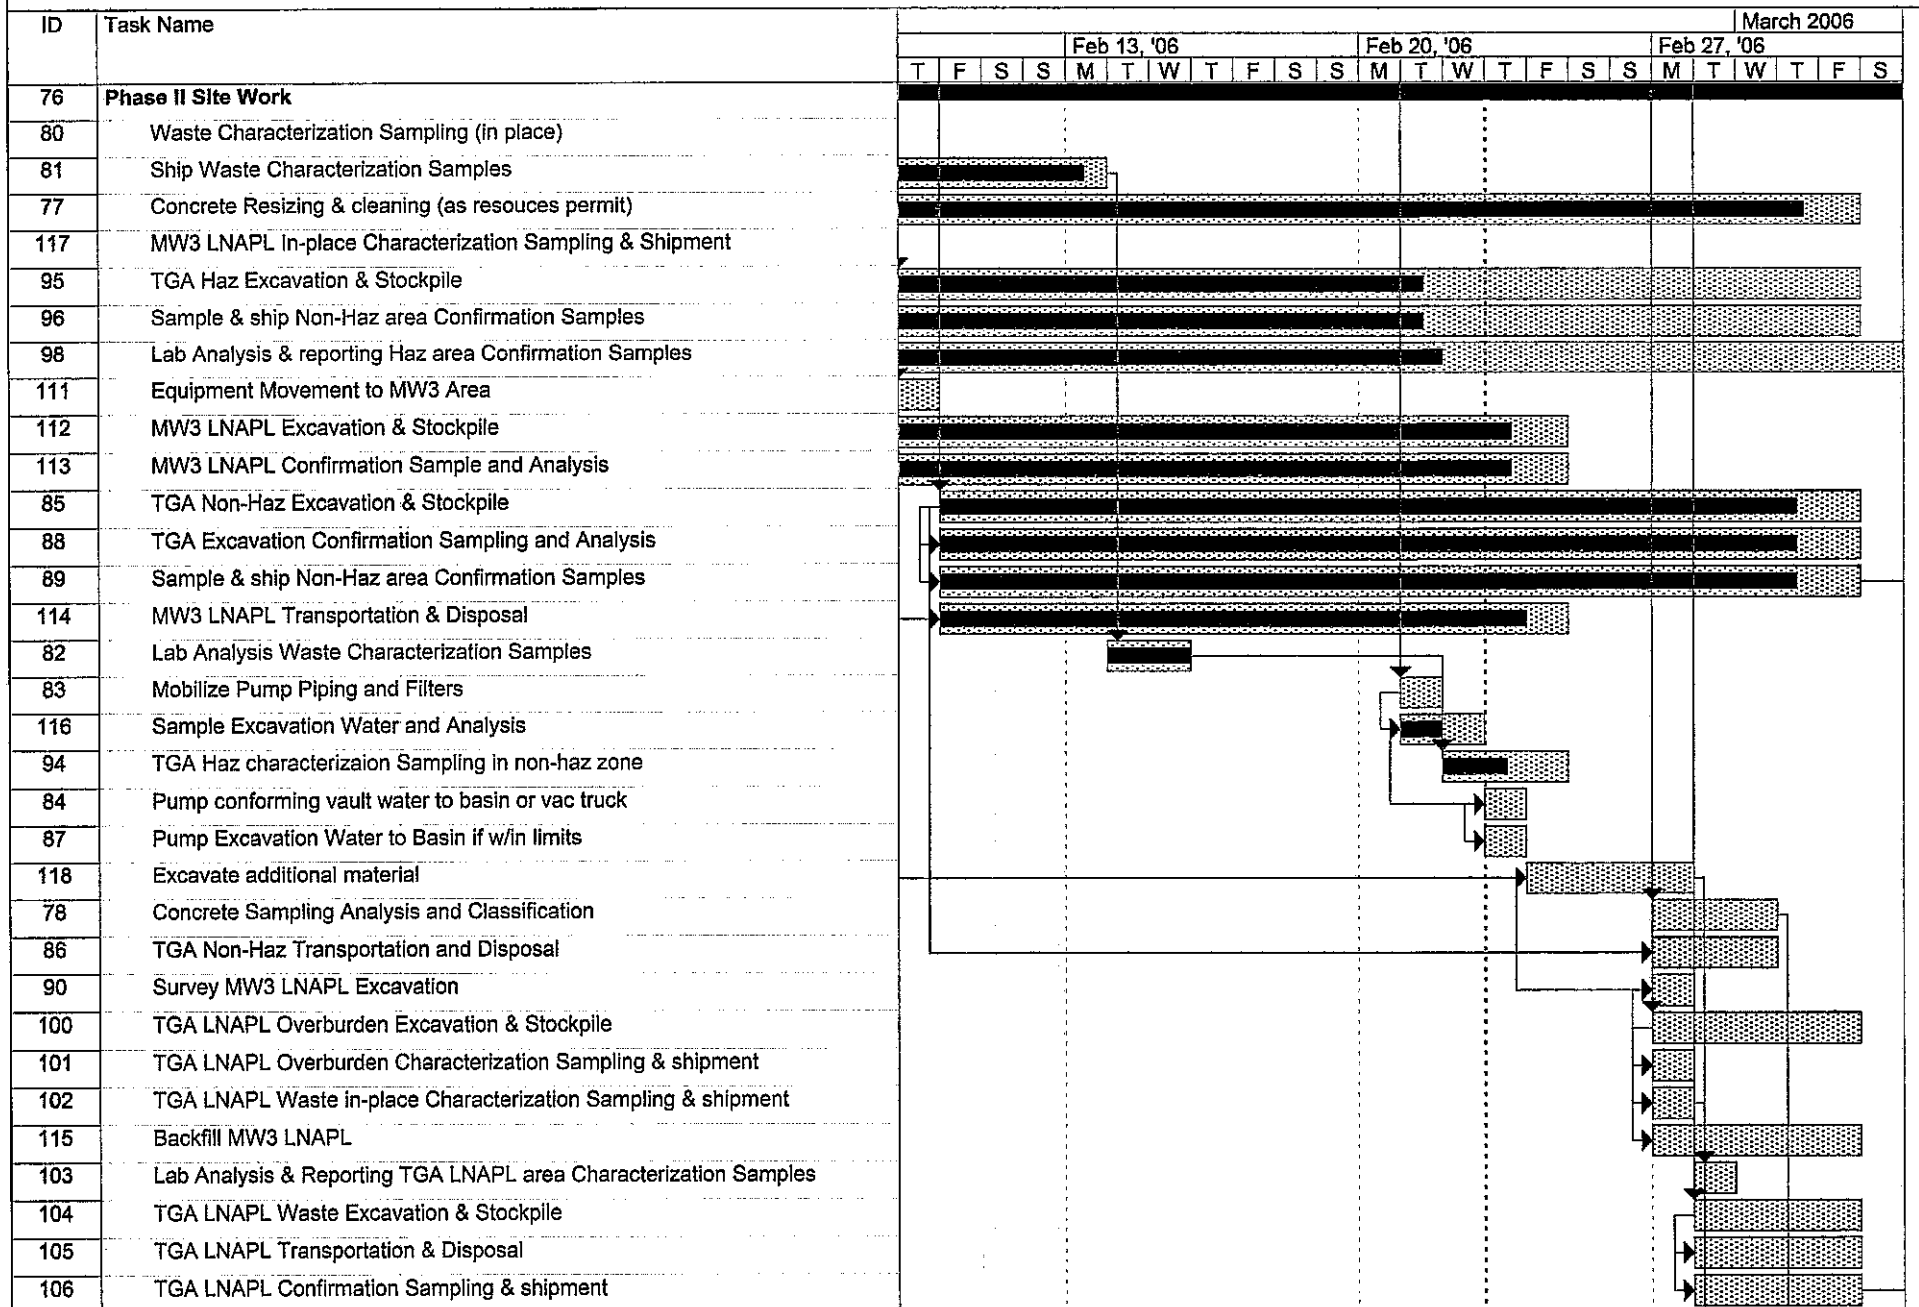 ID Task Name
March 2006
Feb 13, '06 Feb 20, '06 Feb 27, '06
T F S S M T W T F S S M T W T F S S M T W T F S
76 Phase II Site Work
80 Waste Characterization Sampling (in place)
81 Ship Waste Characterization Samples
77 Concrete Resizing & cleaning (as resouces permit)
117 MW3 LNAPL In-place Characterization Sampling & Shipment
95 TGA Haz Excavation & Stockpile
96 Sample & ship Non-Haz area Confirmation Samples
98 Lab Analysis & reporting Haz area Confirmation Samples
111 Equipment Movement to MW3 Area
112 MW3 LNAPL Excavation & Stockpile
113 MW3 LNAPL Confirmation Sample and Analysis
85 TGA Non-Haz Excavation & Stockpile
88 TGA Excavation Confirmation Sampling and Analysis
89 Sample & ship Non-Haz area Confirmation Samples
114 MW3 LNAPL Transportation & Disposal
82 Lab Analysis Waste Characterization Samples
83 Mobilize Pump Piping and Filters
116 Sample Excavation Water and Analysis
94 TGA Haz characterizaion Sampling in non-haz zone
84 Pump conforming vault water to basin or vac truck
87 Pump Excavation Water to Basin if w/in limits
118 Excavate additional material
78 Concrete Sampling Analysis and Classification
86 TGA Non-Haz Transportation and Disposal
90 Survey MW3 LNAPL Excavation
100 TGA LNAPL Overburden Excavation & Stockpile
101 TGA LNAPL Overburden Characterization Sampling & shipment
102 TGA LNAPL Waste in-place Characterization Sampling & shipment
115 Backfill MW3 LNAPL
103 Lab Analysis & Reporting TGA LNAPL area Characterization Samples
104 TGA LNAPL Waste Excavation & Stockpile
105 TGA LNAPL Transportation & Disposal
106 TGA LNAPL Confirmation Sampling & shipment